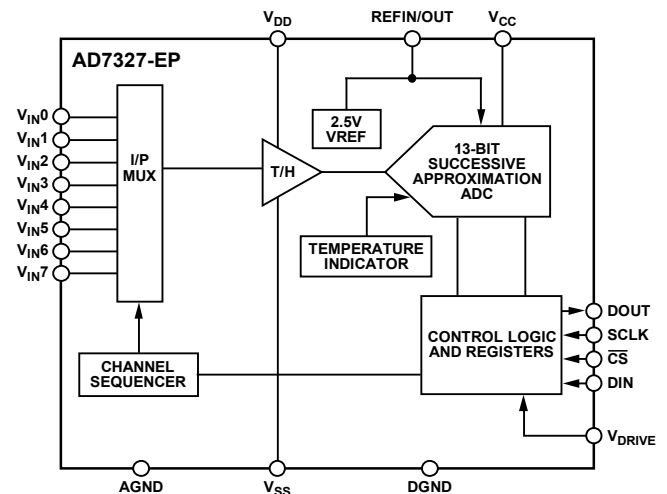 V_DD
REFIN/OUT
V_CC
AD7327-EP
V_IN0
V_IN1
V_IN2
V_IN3
V_IN4
V_IN5
V_IN6
V_IN7
I/P
MUX
T/H
2.5V
VREF
13-BIT
SUCCESSIVE
APPROXIMATION
ADC
TEMPERATURE
INDICATOR
CONTROL LOGIC
AND REGISTERS
DOUT
SCLK
C̅S̅
DIN
CHANNEL
SEQUENCER
V_DRIVE
AGND
V_SS
DGND